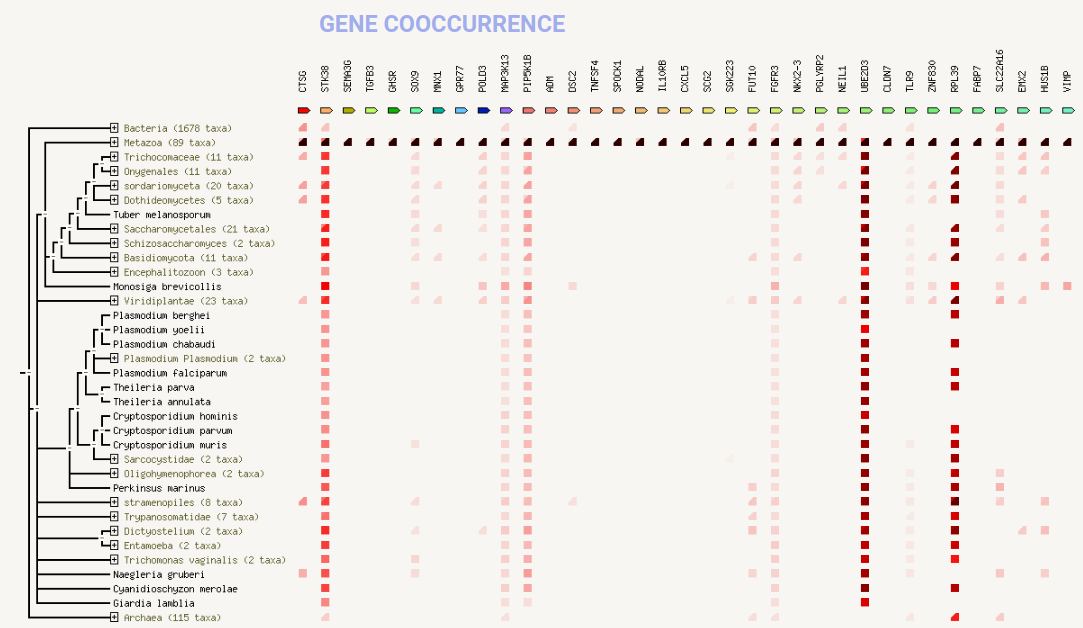 GENE COOCCURRENCE
CTSG STK38 SEMA3G TGFB3 GHSR SOX9 MNX1 GPR77 POLD3 MAP3K13 PIP5K1B ADM DSC2 TNFSF4 SPOCK1 NODAL IL10RB CXCL5 SCG2 SGK223 FUT10 FGFR3 NKX2-3 PGLYRP2 NEIL1 UBE2D3 CLDN7 TLR9 ZNF830 RPL39 FABP7 SLC22A16 EMX2 HUS1B VIMP
Bacteria (1678 taxa)
Metazoa (89 taxa)
Trichocomaceae (11 taxa)
Onygenales (11 taxa)
sordariomyceta (20 taxa)
Dothideomycetes (5 taxa)
Tuber melanosporum
Saccharomycetales (21 taxa)
Schizosaccharomyces (2 taxa)
Basidiomycota (11 taxa)
Encephalitozoon (3 taxa)
Monosiga brevicollis
Viridiplantae (23 taxa)
Plasmodium berghei
Plasmodium yoelii
Plasmodium chabaudi
Plasmodium Plasmodium (2 taxa)
Plasmodium falciparum
Theileria parva
Theileria annulata
Cryptosporidium hominis
Cryptosporidium parvum
Cryptosporidium muris
Sarcocystidae (2 taxa)
Oligohymenophorea (2 taxa)
Perkinsus marinus
stramenopiles (8 taxa)
Trypanosomatidae (7 taxa)
Dictyostelium (2 taxa)
Entamoeba (2 taxa)
Trichomonas vaginalis (2 taxa)
Naegleria gruberi
Cyanidioschyzon merolae
Giardia lamblia
Archaea (115 taxa)